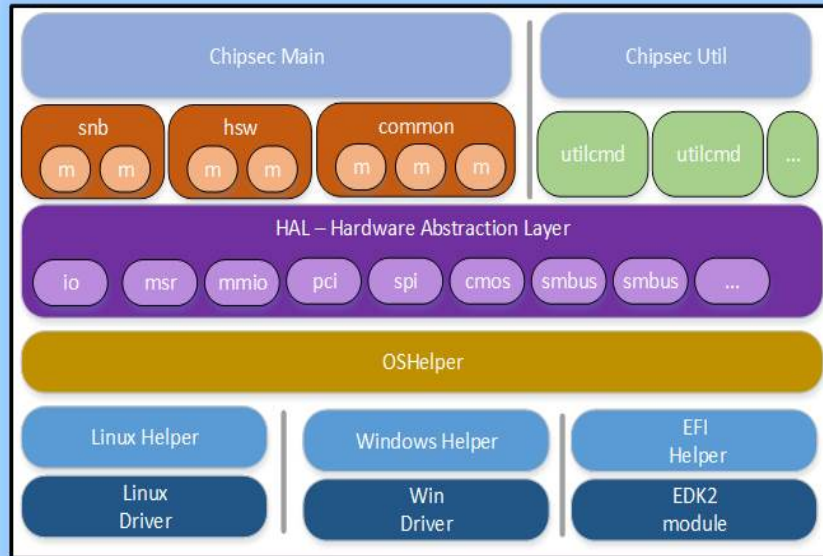 Chipsec Main
Chipsec Util
snb
hsw
common
m m
m m
m m m
utilcmd
utilcmd
...
HAL – Hardware Abstraction Layer
io msr mmio pci spi cmos smbus smbus ...
OSHelper
Linux Helper
Windows Helper
EFI
Helper
Linux
Driver
Win
Driver
EDK2
module